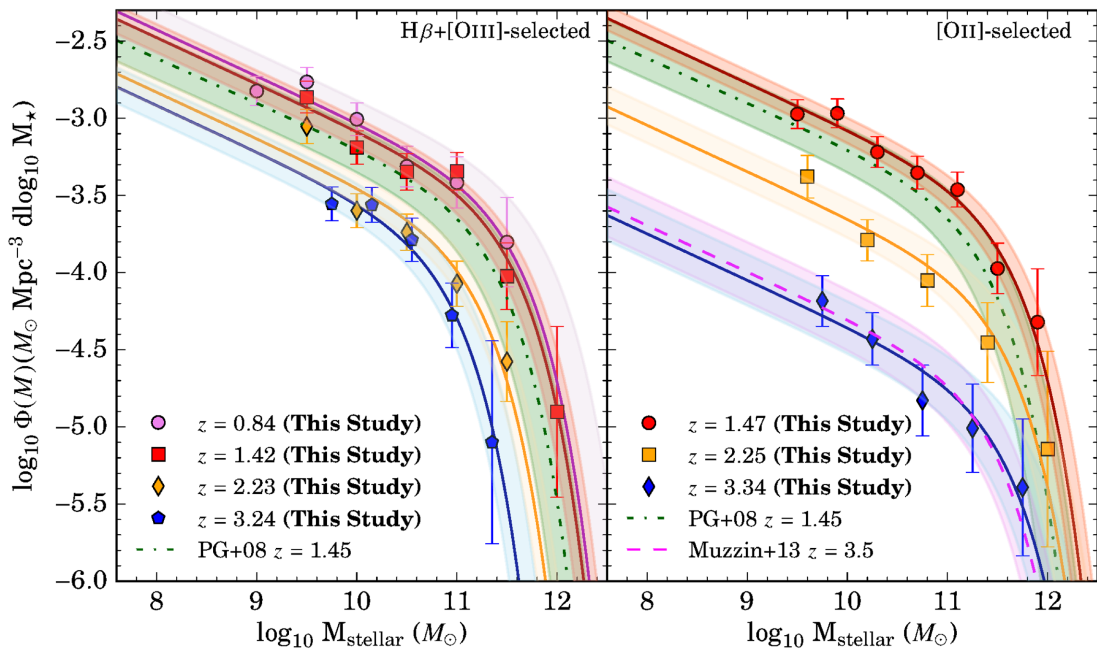 Hβ+[OIII]-selected
[OII]-selected
log₁₀ Φ(M)(M⊙ Mpc⁻³ dlog₁₀ M⋆)
−2.5
−3.0
−3.5
−4.0
−4.5
−5.0
−5.5
−6.0
z = 0.84 (This Study)
z = 1.42 (This Study)
z = 2.23 (This Study)
z = 3.24 (This Study)
PG+08 z = 1.45
z = 1.47 (This Study)
z = 2.25 (This Study)
z = 3.34 (This Study)
PG+08 z = 1.45
Muzzin+13 z = 3.5
8 9 10 11 12
8 9 10 11 12
log₁₀ Mstellar (M⊙)
log₁₀ Mstellar (M⊙)